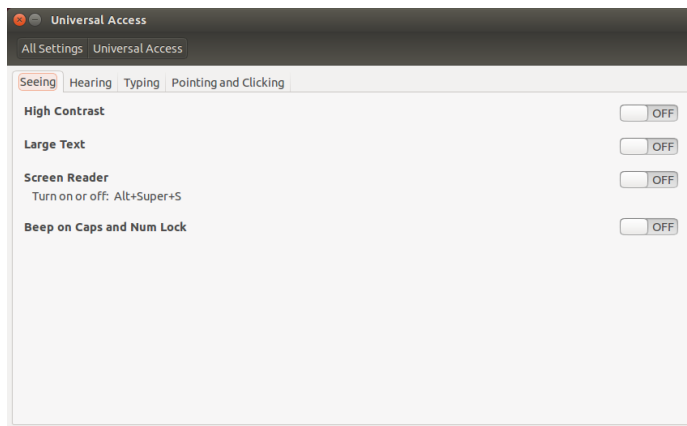 Universal Access
All Settings Universal Access
Seeing Hearing Typing Pointing and Clicking
High Contrast OFF
Large Text OFF
Screen Reader OFF
Turn on or off: Alt+Super+S
Beep on Caps and Num Lock OFF